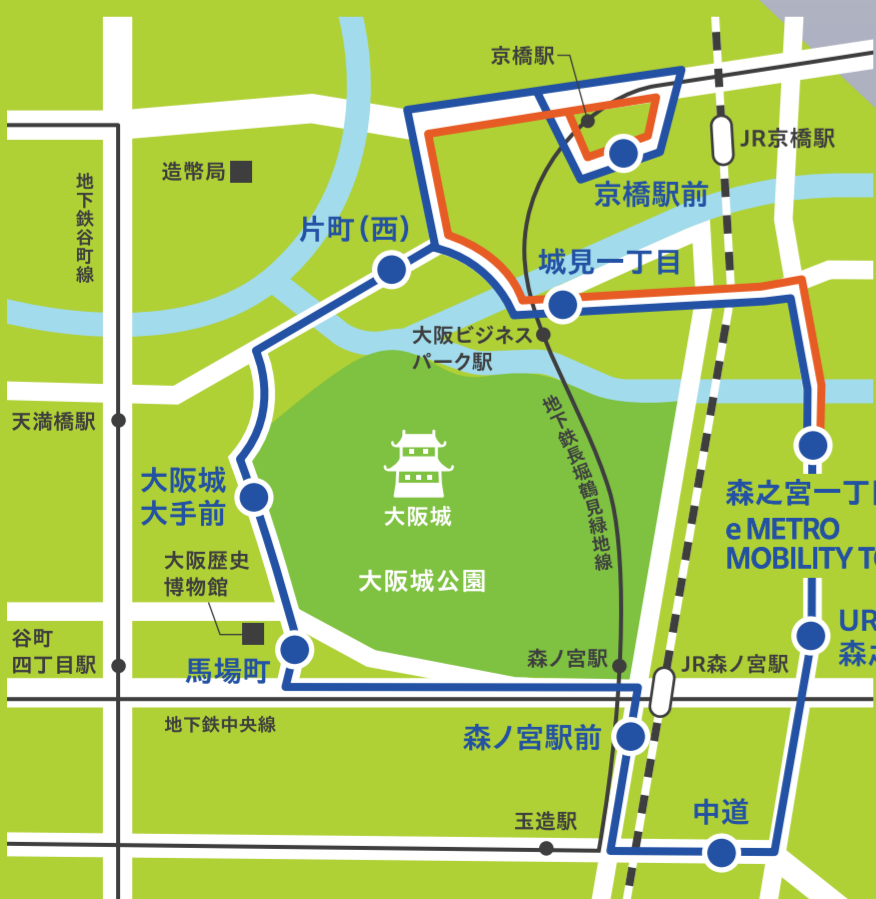 京橋駅
JR京橋駅
造幣局
地下鉄谷町線
京橋駅前
片町（西）
城見一丁目
大阪ビジネス
パーク駅
天満橋駅
地下鉄長堀鶴見緑地線
大阪城
大手前
大阪城
森之宮一丁
e METRO
MOBILITY TO
大阪歴史
博物館
大阪城公園
UR
森之
谷町
四丁目駅
馬場町
森ノ宮駅
JR森ノ宮駅
地下鉄中央線
森ノ宮駅前
玉造駅
中道